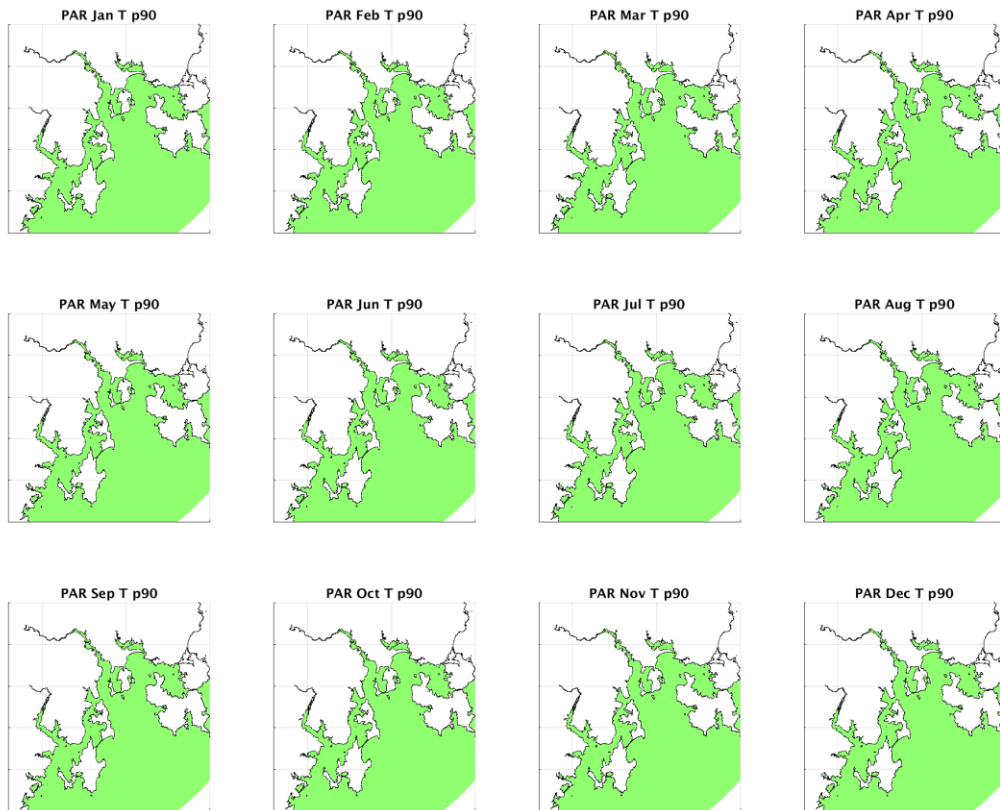 PAR Jan T p90
PAR Feb T p90
PAR Mar T p90
PAR Apr T p90
PAR May T p90
PAR Jun T p90
PAR Jul T p90
PAR Aug T p90
PAR Sep T p90
PAR Oct T p90
PAR Nov T p90
PAR Dec T p90